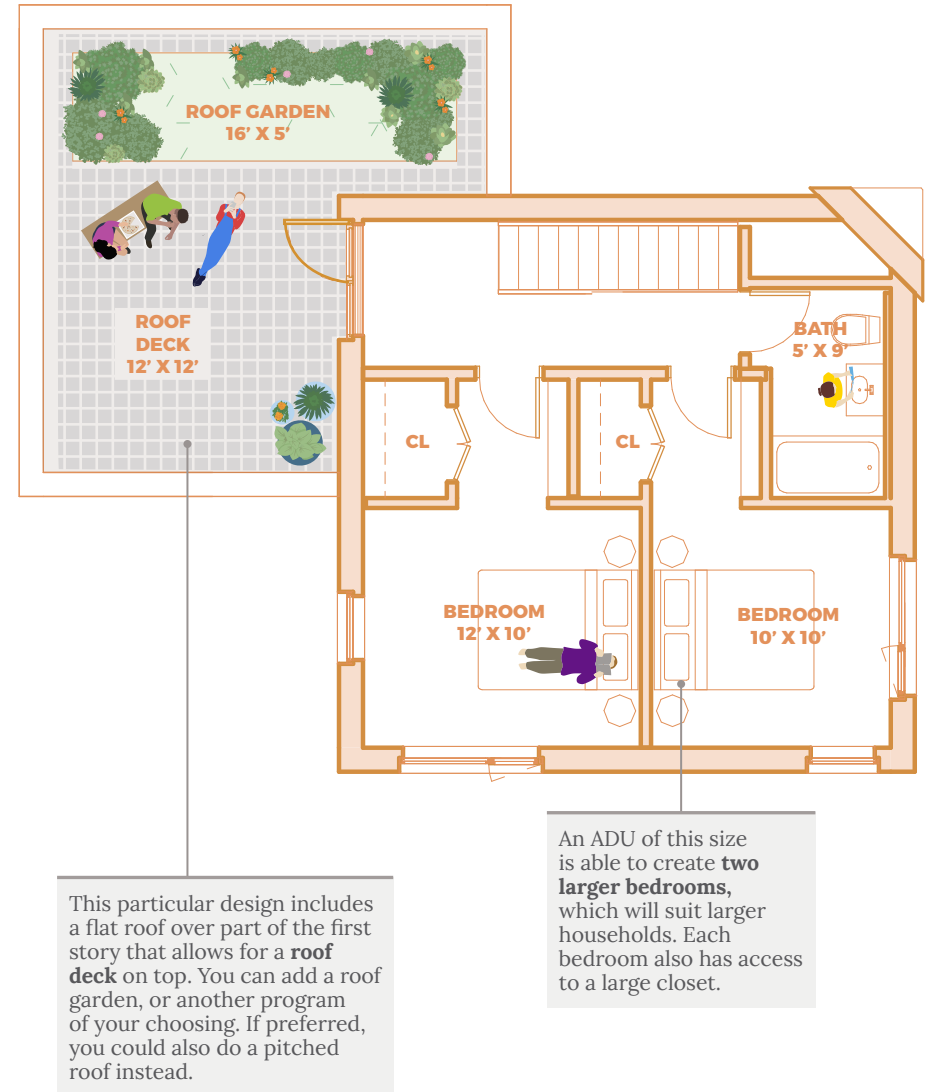 ROOF GARDEN
16’ X 5’
ROOF
DECK
12’ X 12’
BATH
5’ X 9’
CL
CL
BEDROOM
12’ X 10’
BEDROOM
10’ X 10’
An ADU of this size
is able to create two
larger bedrooms,
which will suit larger
households. Each
bedroom also has access
to a large closet.
This particular design includes
a flat roof over part of the first
story that allows for a roof
deck on top. You can add a roof
garden, or another program
of your choosing. If preferred,
you could also do a pitched
roof instead.